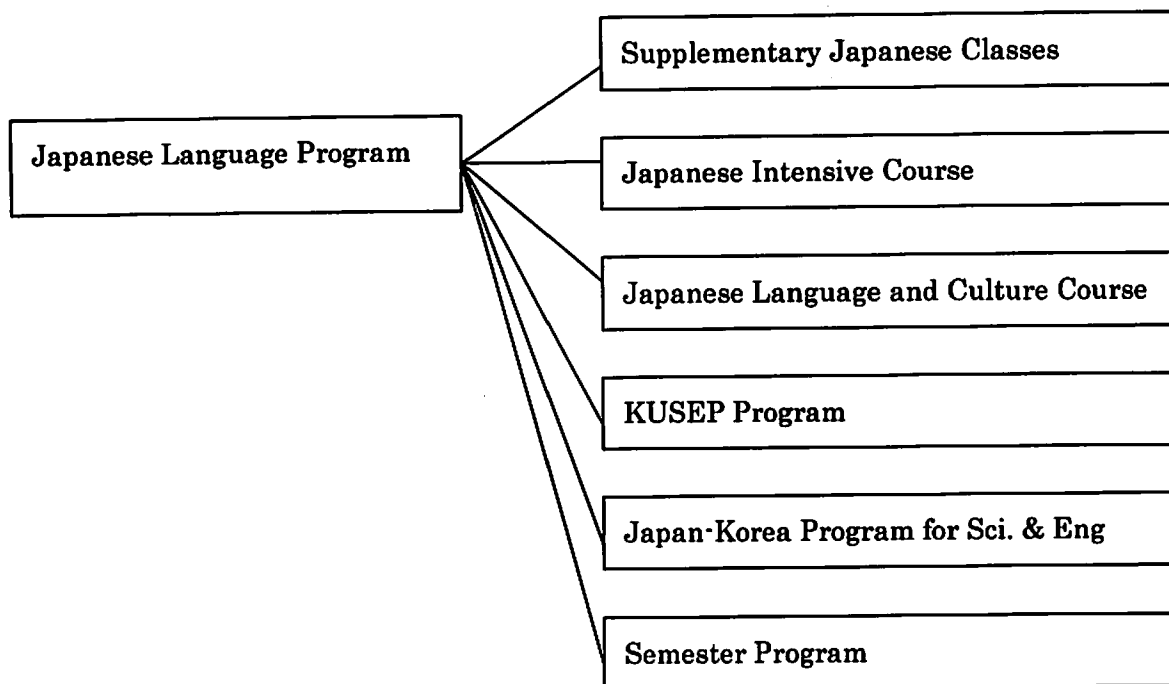 Supplementary Japanese Classes
Japanese Language Program
Japanese Intensive Course
Japanese Language and Culture Course
KUSEP Program
Japan-Korea Program for Sci. & Eng
Semester Program